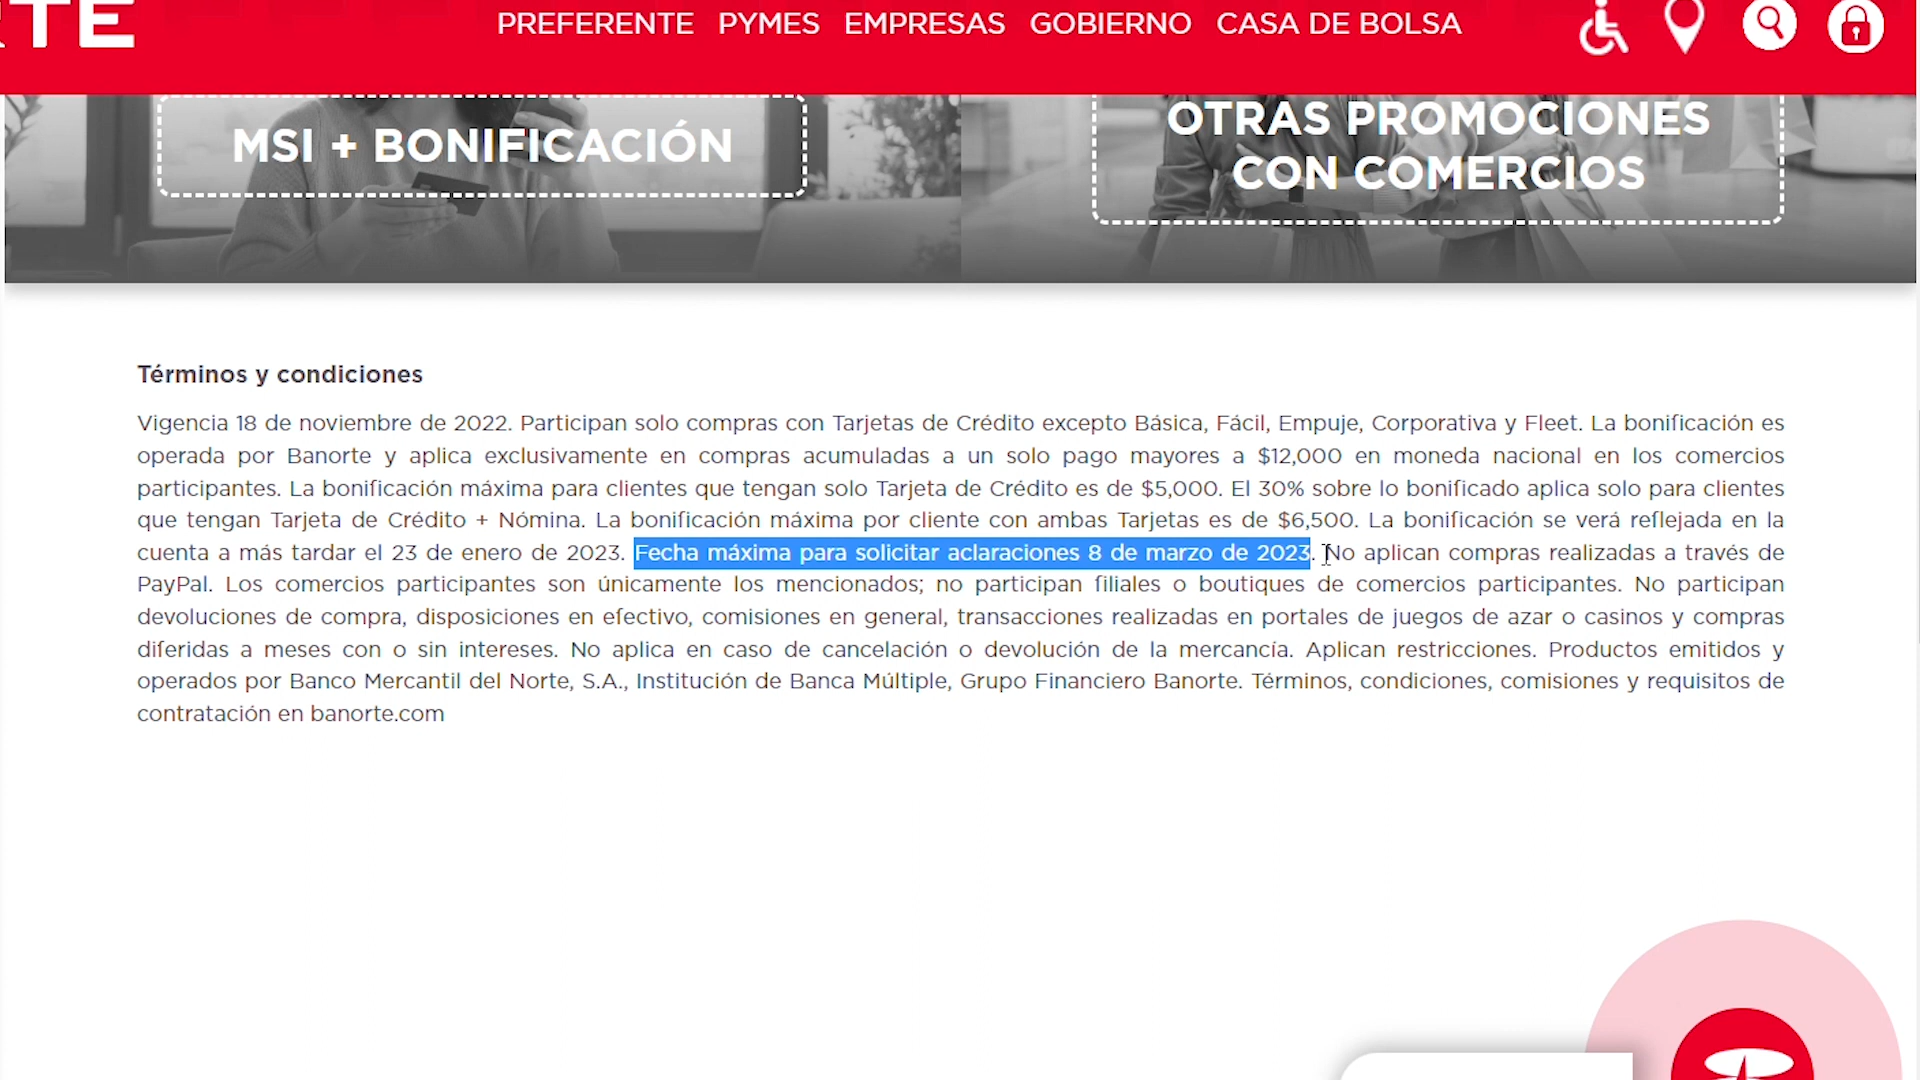 RTE
PREFERENTE PYMES EMPRESAS GOBIERNO CASA DE BOLSA
MSI + BONIFICACIÓN
OTRAS PROMOCIONES
CON COMERCIOS
Términos y condiciones
Vigencia 18 de noviembre de 2022. Participan solo compras con Tarjetas de Crédito excepto Básica, Fácil, Empuje, Corporativa y Fleet. La bonificación es
operada por Banorte y aplica exclusivamente en compras acumuladas a un solo pago mayores a $12,000 en moneda nacional en los comercios
participantes. La bonificación máxima para clientes que tengan solo Tarjeta de Crédito es de $5,000. El 30% sobre lo bonificado aplica solo para clientes
que tengan Tarjeta de Crédito + Nómina. La bonificación máxima por cliente con ambas Tarjetas es de $6,500. La bonificación se verá reflejada en la
cuenta a más tardar el 23 de enero de 2023. Fecha máxima para solicitar aclaraciones 8 de marzo de 2023. No aplican compras realizadas a través de
PayPal. Los comercios participantes son únicamente los mencionados; no participan filiales o boutiques de comercios participantes. No participan
devoluciones de compra, disposiciones en efectivo, comisiones en general, transacciones realizadas en portales de juegos de azar o casinos y compras
diferidas a meses con o sin intereses. No aplica en caso de cancelación o devolución de la mercancía. Aplican restricciones. Productos emitidos y
operados por Banco Mercantil del Norte, S.A., Institución de Banca Múltiple, Grupo Financiero Banorte. Términos, condiciones, comisiones y requisitos de
contratación en banorte.com